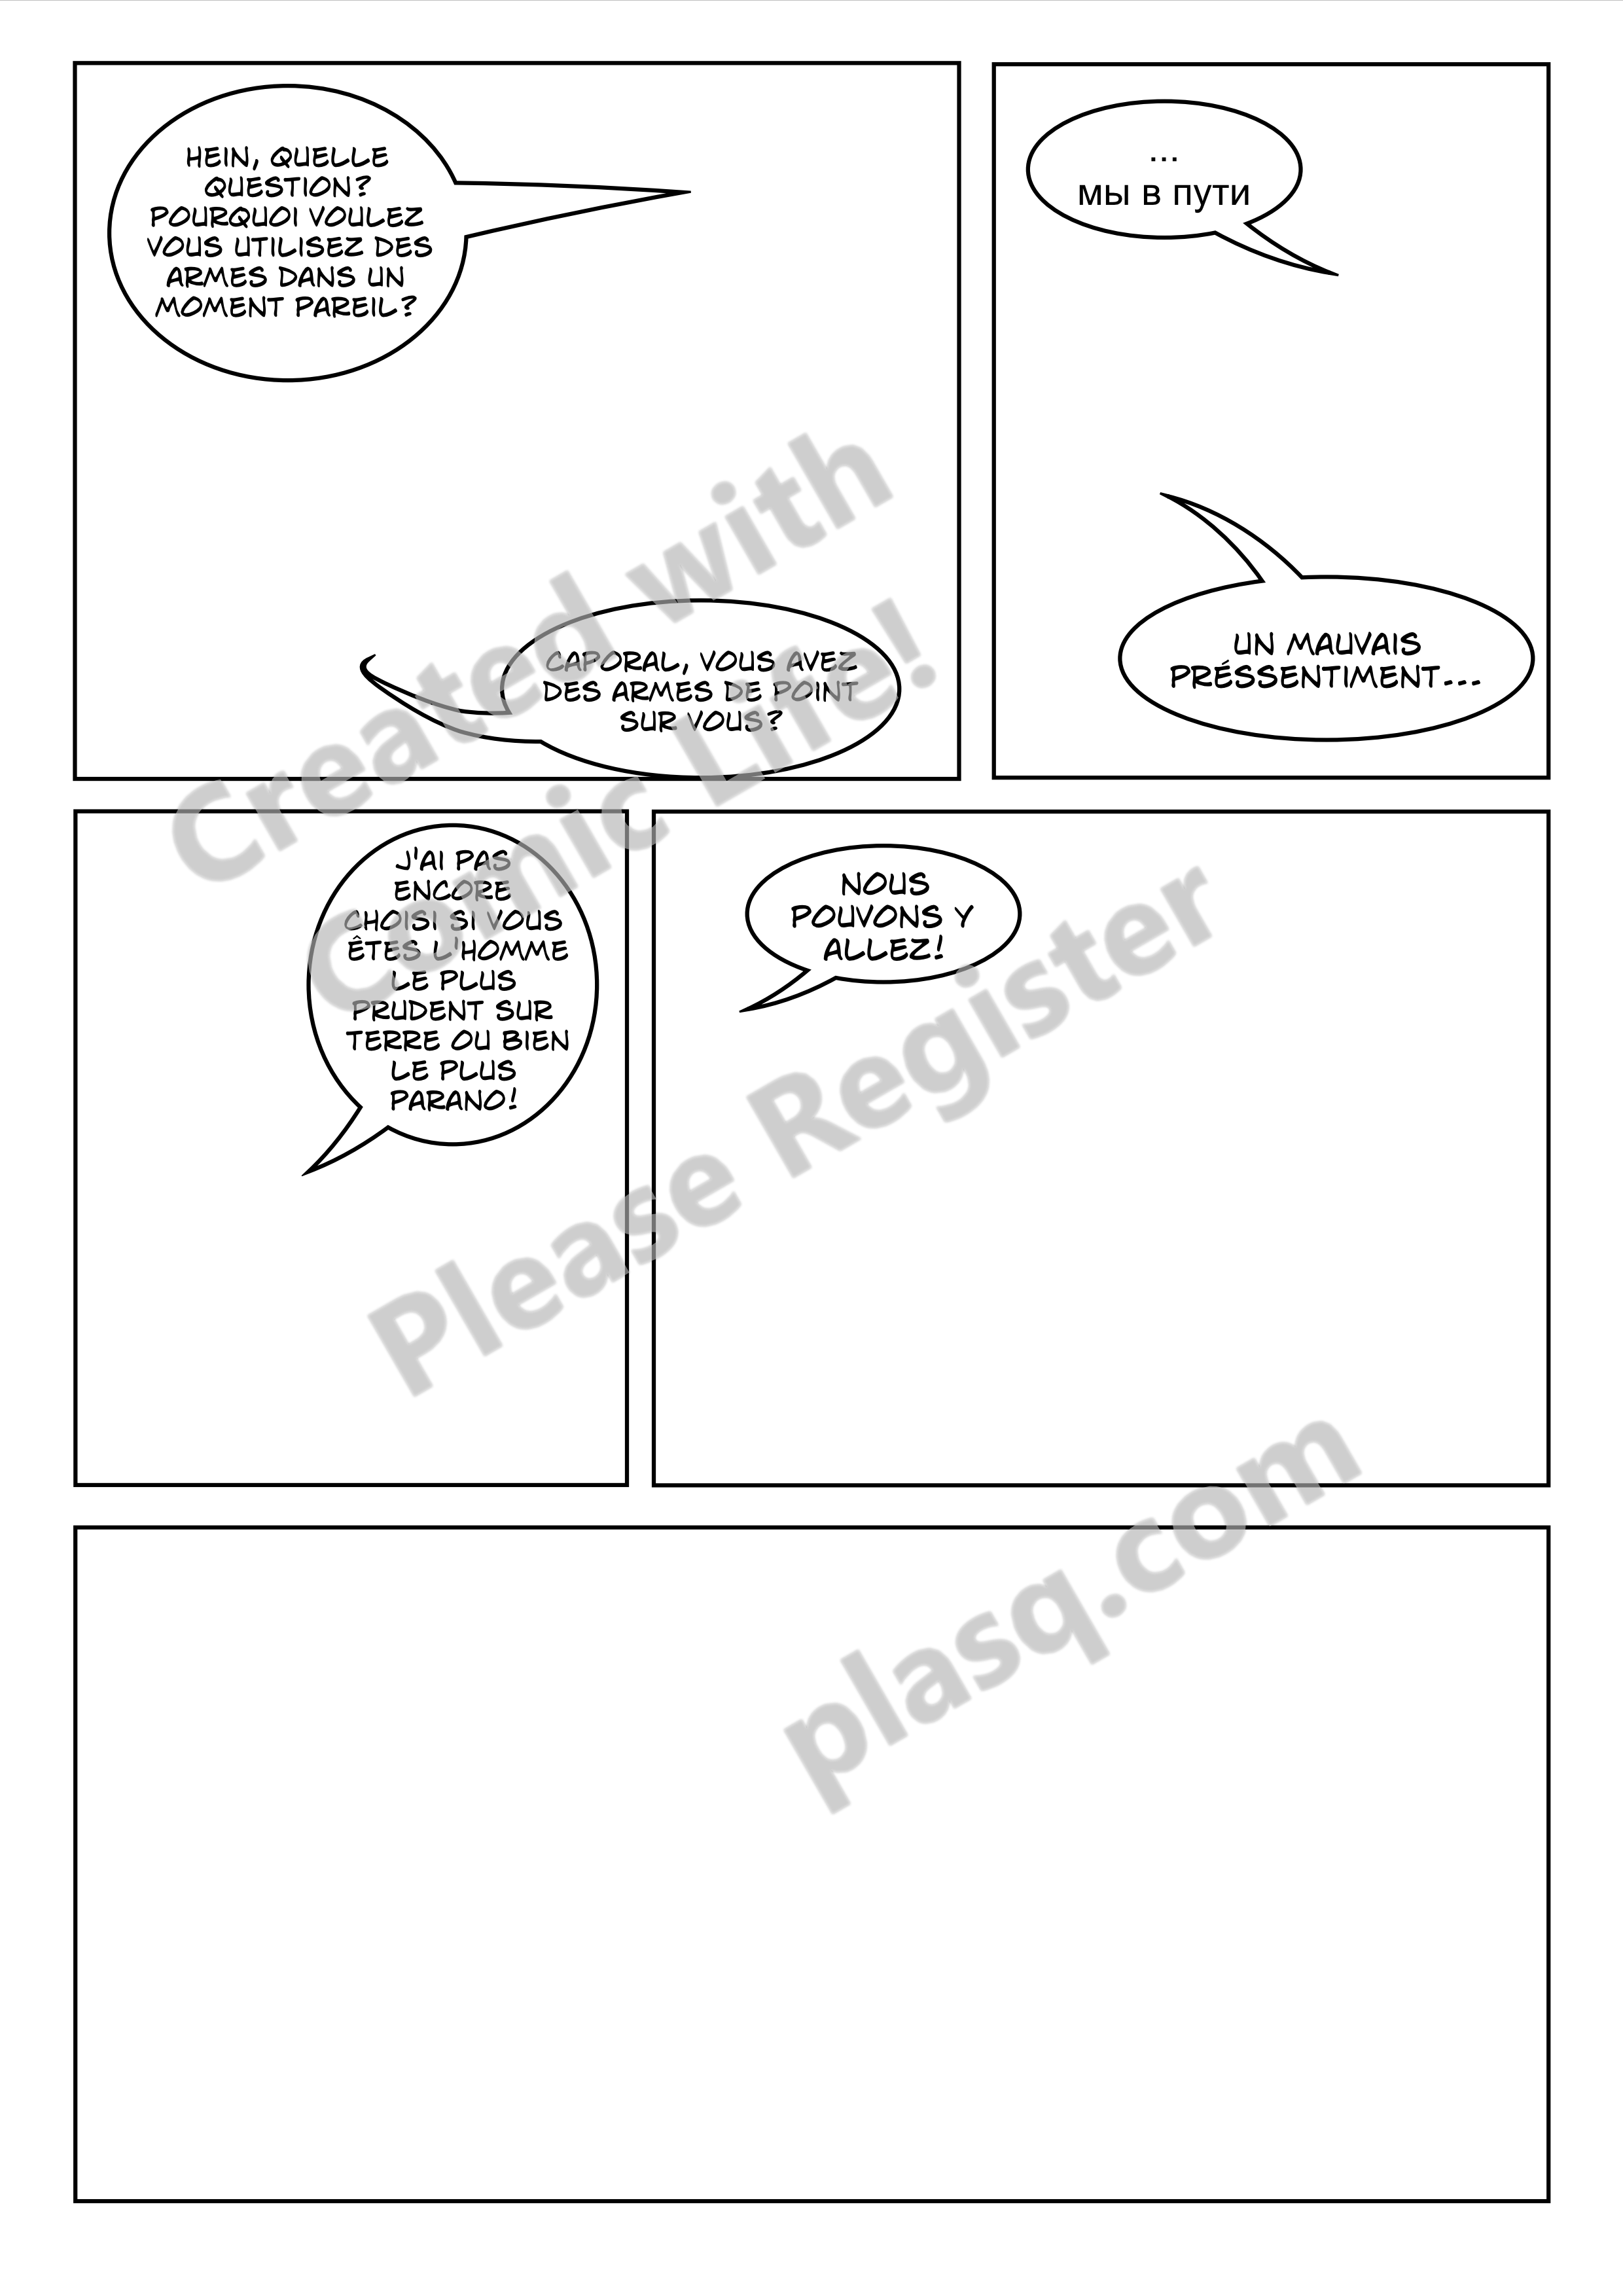 HEIN, QUELLE
QUESTION?
POURQUOI VOULEZ
VOUS UTILISEZ DES
ARMES DANS UN
MOMENT PAREIL?
CAPORAL, VOUS AVEZ
DES ARMES DE POINT
SUR VOUS?
...
мы в пути
UN MAUVAIS
PRÉSSENTIMENT...
J'AI PAS
ENCORE
CHOISI SI VOUS
ÊTES L'HOMME
LE PLUS
PRUDENT SUR
TERRE OU BIEN
LE PLUS
PARANO!
NOUS
POUVONS Y
ALLEZ!
Created with
Comic Life!
Please Register
plasq.com